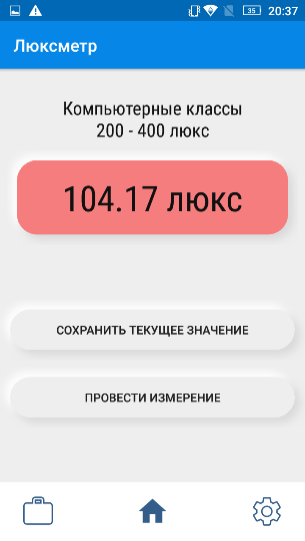 35 20:37
Люксметр
Компьютерные классы
200 - 400 люкс
104.17 люкс
СОХРАНИТЬ ТЕКУЩЕЕ ЗНАЧЕНИЕ
ПРОВЕСТИ ИЗМЕРЕНИЕ